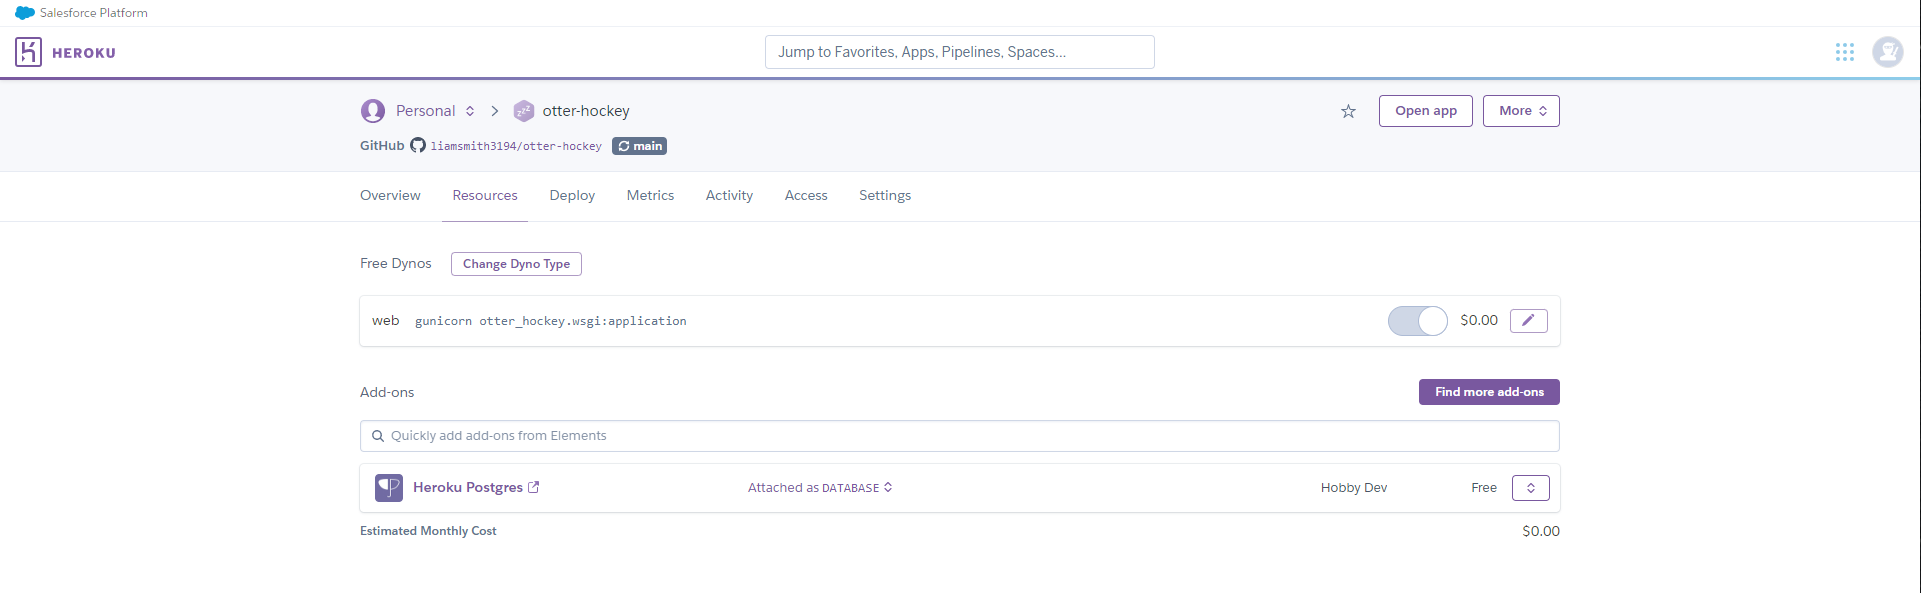 Salesforce Platform
HEROKU
Jump to Favorites, Apps, Pipelines, Spaces...
Personal otter-hockey
Open app
More
GitHub liamsmith3194/otter-hockey main
Overview Resources Deploy Metrics Activity Access Settings
Free Dynos Change Dyno Type
web gunicorn otter_hockey.wsgi:application $0.00
Add-ons Find more add-ons
Quickly add add-ons from Elements
Heroku Postgres Attached as DATABASE Hobby Dev Free
Estimated Monthly Cost $0.00